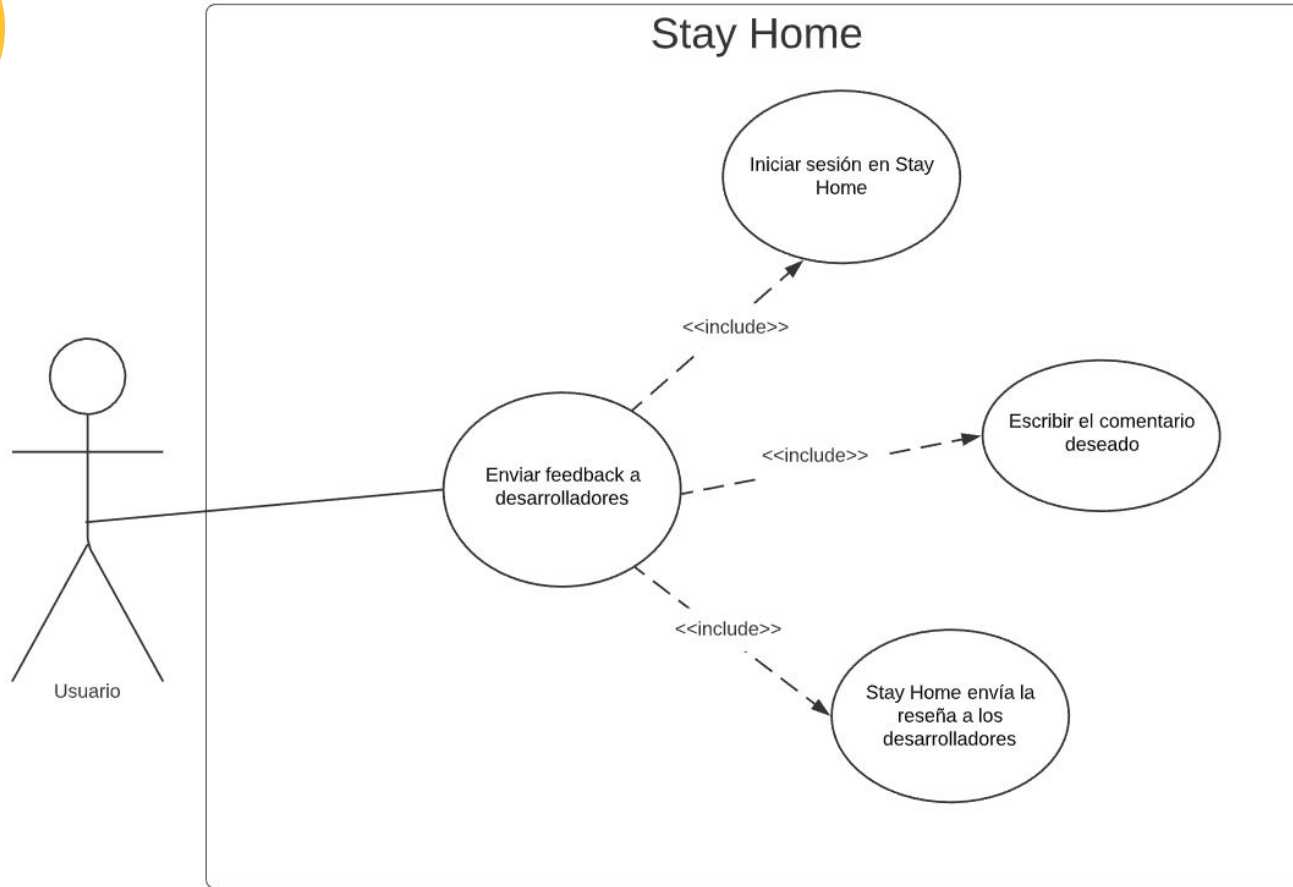 Stay Home
Iniciar sesión en Stay
Home
<<include>>
Escribir el comentario
deseado
<<include>>
Enviar feedback a
desarrolladores
<<include>>
Usuario
Stay Home envía la
reseña a los
desarrolladores